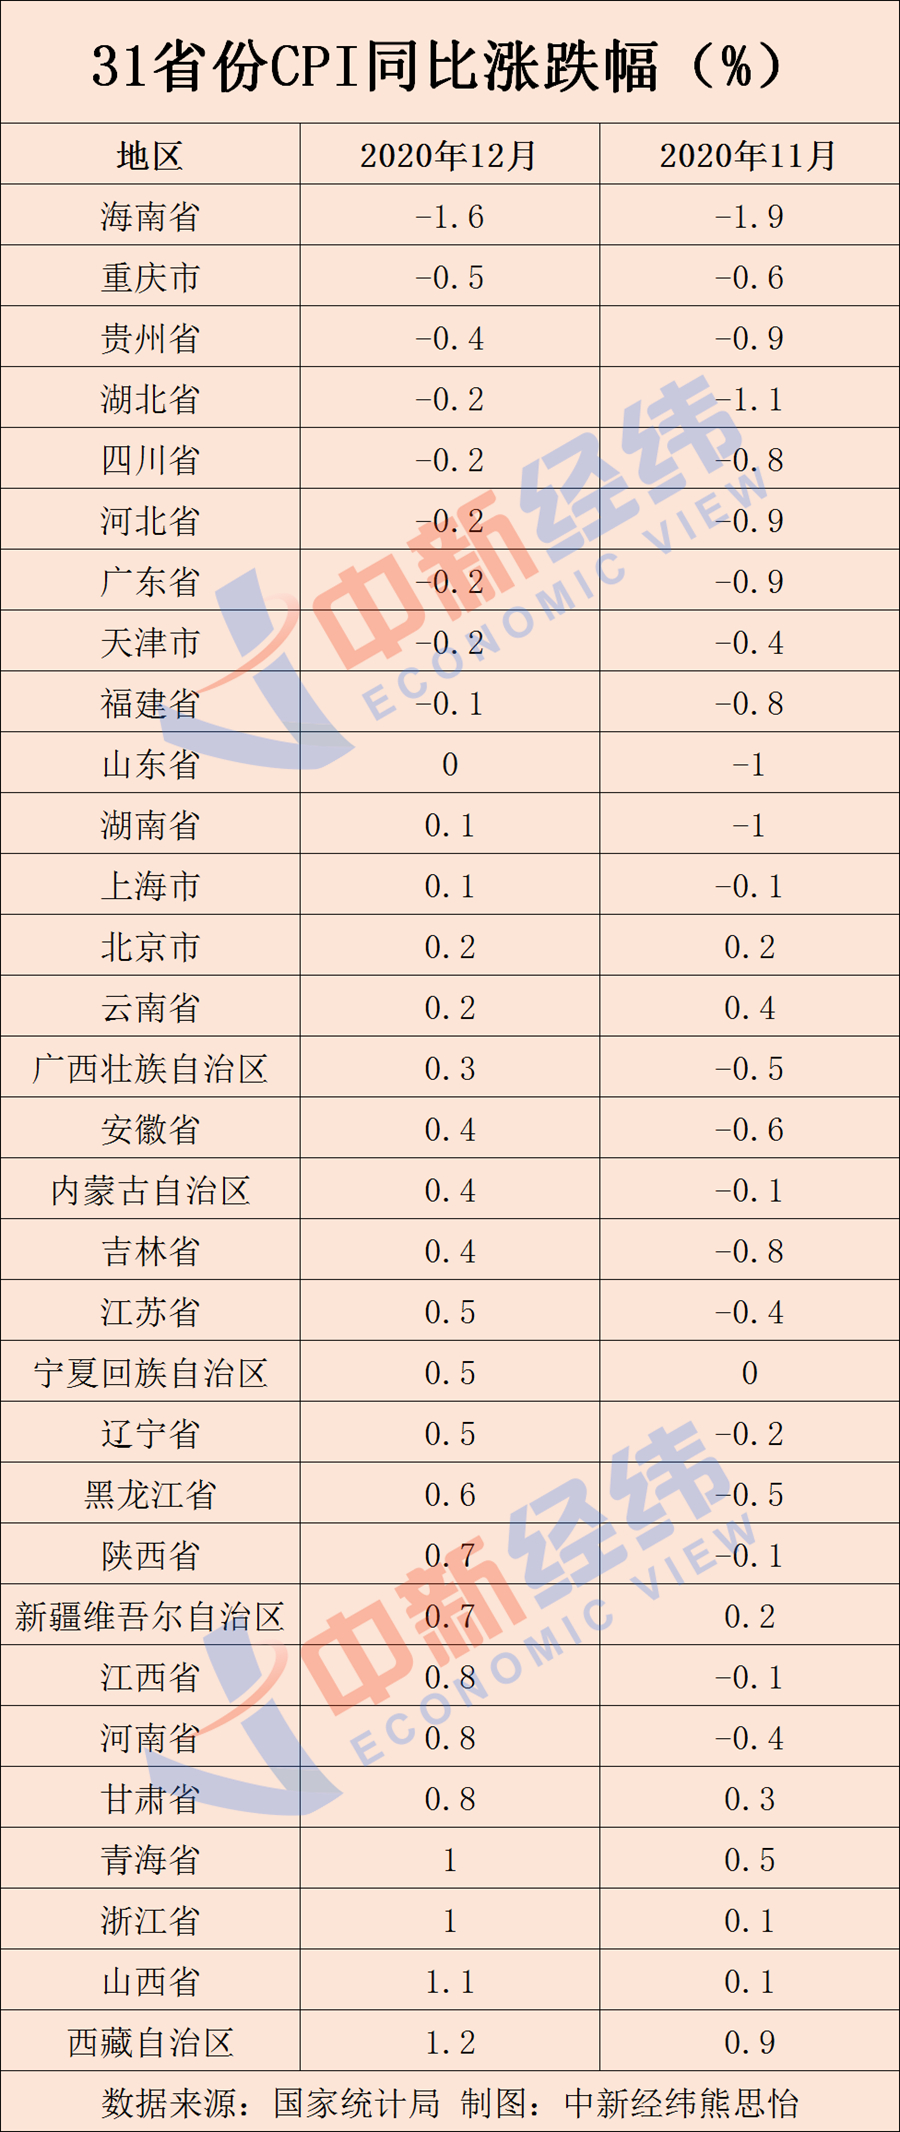 31省份CPI同比涨跌幅（%）
地区 2020年12月 2020年11月
海南省 -1.6 -1.9
重庆市 -0.5 -0.6
贵州省 -0.4 -0.9
湖北省 -0.2 -1.1
四川省 -0.2 -0.8
河北省 -0.2 -0.9
广东省 -0.2 -0.9
天津市 -0.2 -0.4
福建省 -0.1 -0.8
山东省 0 -1
湖南省 0.1 -1
上海市 0.1 -0.1
北京市 0.2 0.2
云南省 0.2 0.4
广西壮族自治区 0.3 -0.5
安徽省 0.4 -0.6
内蒙古自治区 0.4 -0.1
吉林省 0.4 -0.8
江苏省 0.5 -0.4
宁夏回族自治区 0.5 0
辽宁省 0.5 -0.2
黑龙江省 0.6 -0.5
陕西省 0.7 -0.1
新疆维吾尔自治区 0.7 0.2
江西省 0.8 -0.1
河南省 0.8 -0.4
甘肃省 0.8 0.3
青海省 1 0.5
浙江省 1 0.1
山西省 1.1 0.1
西藏自治区 1.2 0.9
数据来源：国家统计局 制图：中新经纬熊思怡
中新经纬
ECONOMIC VIEW
中新经纬
ECONOMIC VIEW